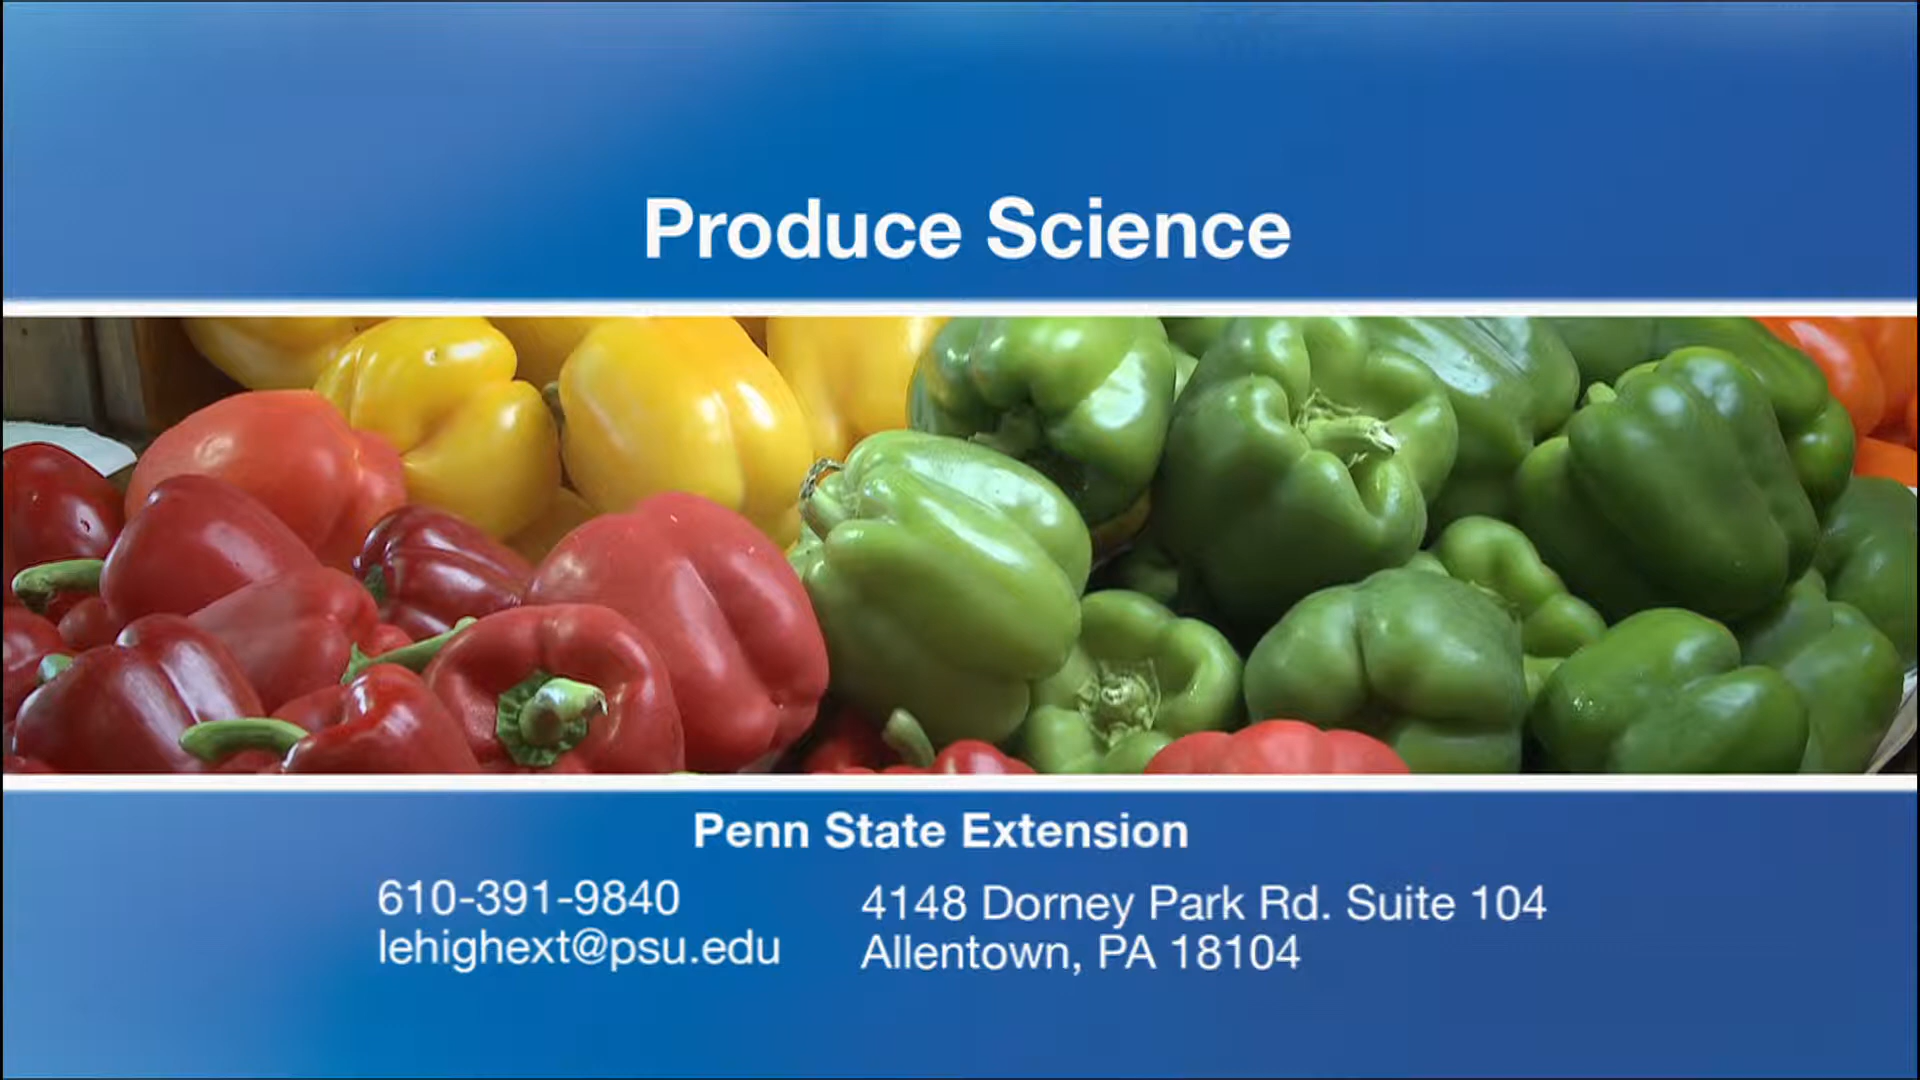 Produce Science
Penn State Extension
610-391-9840
lehighext@psu.edu
4148 Dorney Park Rd. Suite 104
Allentown, PA 18104